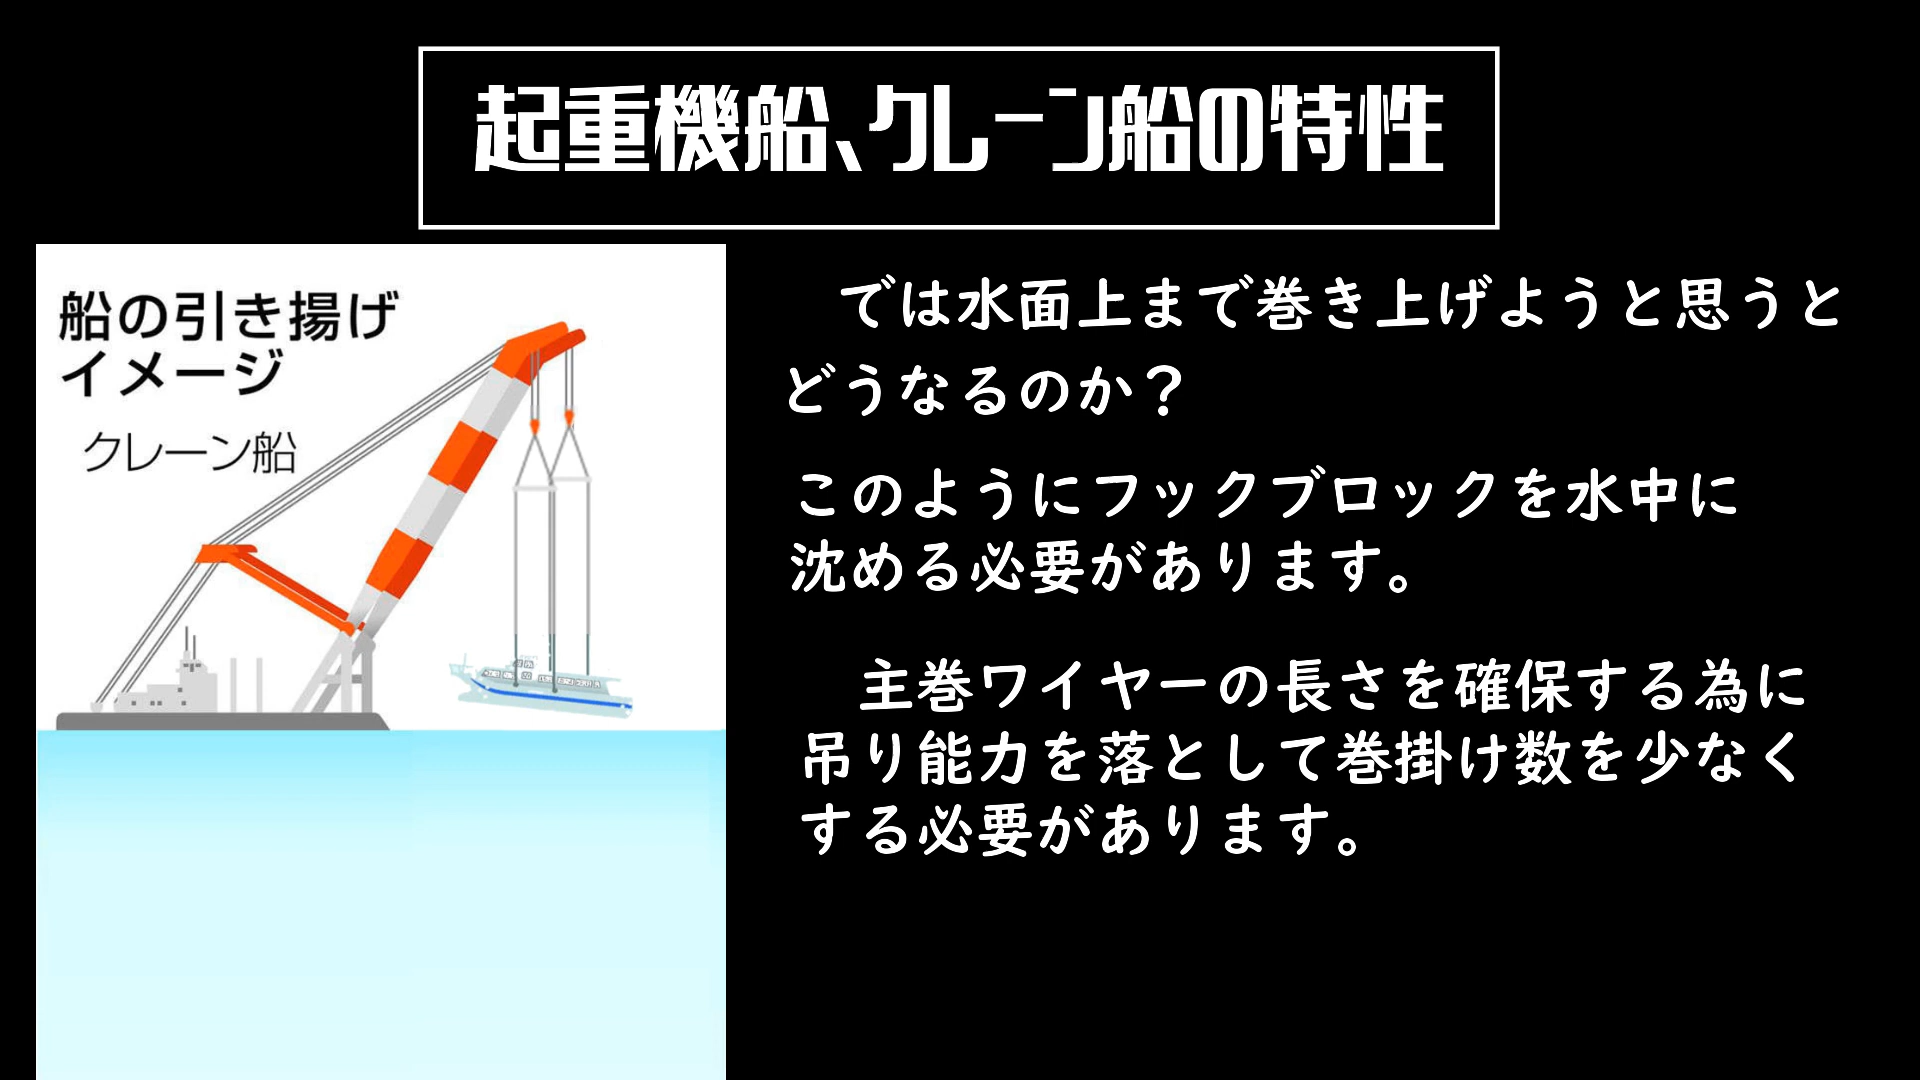 起重機船、クレーン船の特性
船の引き揚げ
イメージ
クレーン船
では水面上まで巻き上げようと思うと
どうなるのか？
このようにフックブロックを水中に
沈める必要があります。
主巻ワイヤーの長さを確保する為に
吊り能力を落として巻掛け数を少なく
する必要があります。